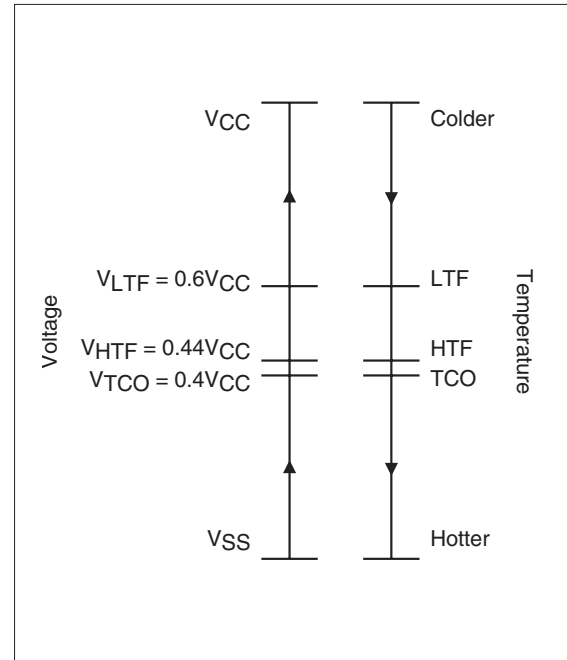 VCC
Colder
VLTF = 0.6VCC
LTF
VHTF = 0.44VCC
HTF
VTCO = 0.4VCC
TCO
VSS
Hotter
Voltage
Temperature